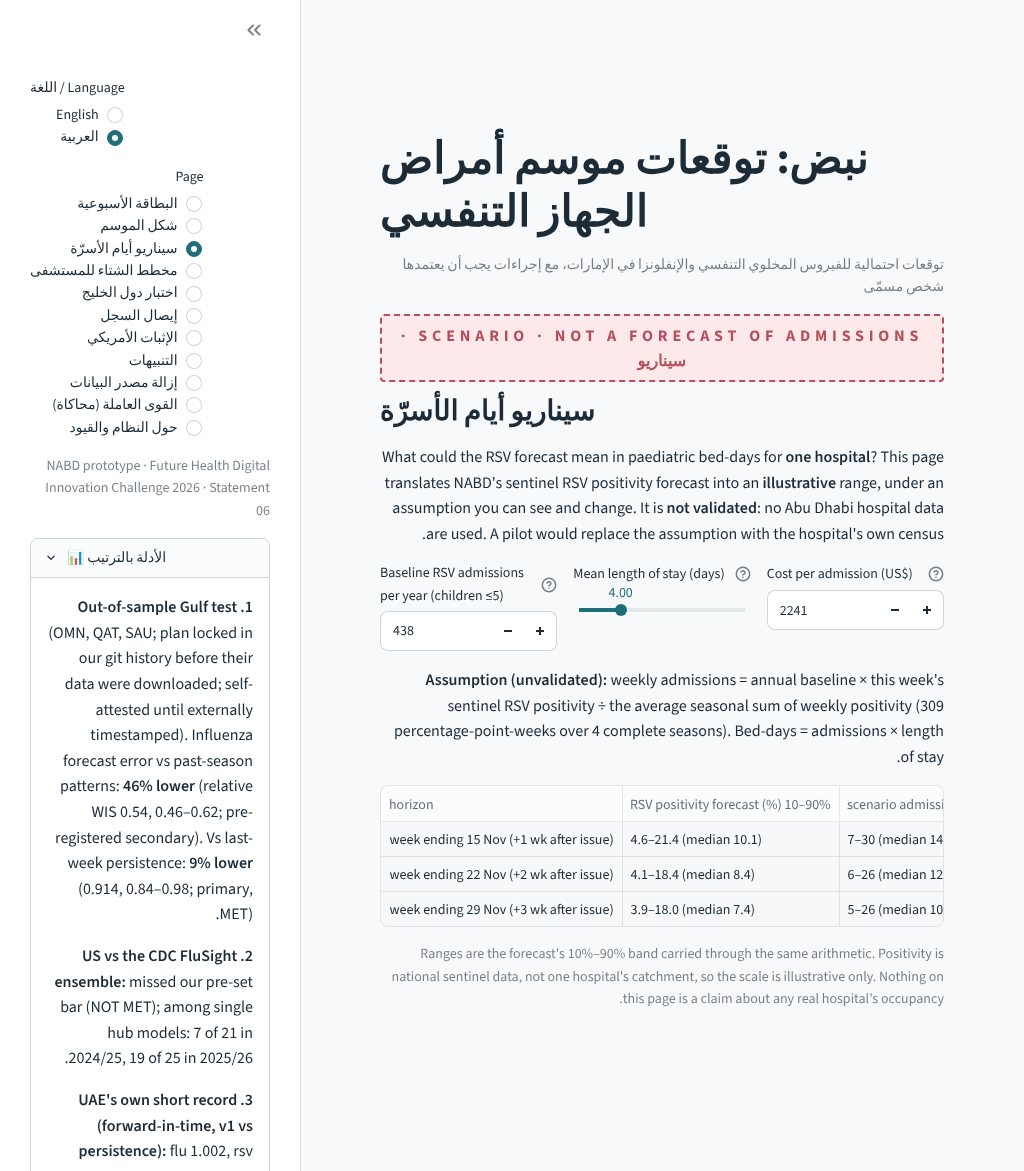 اللغة / Language
English
العربية
Page
البطاقة الأسبوعية
شكل الموسم
سيناريو أيام الأسرّة
مخطط الشتاء للمستشفى
اختبار دول الخليج
إيصال السجل
الإثبات الأمريكي
التنبيهات
إزالة مصدر البيانات
القوى العاملة (محاكاة)
حول النظام والقيود
NABD prototype · Future Health Digital
Innovation Challenge 2026 · Statement
06
📊 الأدلة بالترتيب
1. Out-of-sample Gulf test
(OMN, QAT, SAU; plan locked in
our git history before their
data were downloaded; self-
attested until externally
timestamped). Influenza
forecast error vs past-season
patterns: 46% lower (relative
WIS 0.54, 0.46–0.62; pre-
registered secondary). Vs last-
week persistence: 9% lower
(0.914, 0.84–0.98; primary,
MET).
2. US vs the CDC FluSight
ensemble: missed our pre-set
bar (NOT MET); among single
hub models: 7 of 21 in
2024/25, 19 of 25 in 2025/26.
3. UAE's own short record
(forward-in-time, v1 vs
persistence): flu 1.002, rsv
نبض: توقعات موسم أمراض
الجهاز التنفسي
توقعات احتمالية للفيروس المخلوي التنفسي والإنفلونزا في الإمارات، مع إجراءات يجب أن يعتمدها
شخص مسمّى
SCENARIO · NOT A FORECAST OF ADMISSIONS ·
سيناريو
سيناريو أيام الأسرّة
What could the RSV forecast mean in paediatric bed-days for one hospital? This page
translates NABD's sentinel RSV positivity forecast into an illustrative range, under an
assumption you can see and change. It is not validated: no Abu Dhabi hospital data
are used. A pilot would replace the assumption with the hospital's own census.
Baseline RSV admissions
per year (children ≤5)
438
Mean length of stay (days)
4.00
Cost per admission (US$)
2241
Assumption (unvalidated): weekly admissions = annual baseline × this week's
sentinel RSV positivity ÷ the average seasonal sum of weekly positivity (309
percentage-point-weeks over 4 complete seasons). Bed-days = admissions × length
of stay.
horizon RSV positivity forecast (%) 10–90% scenario admissi
week ending 15 Nov (+1 wk after issue) 4.6–21.4 (median 10.1) 7–30 (median 14
week ending 22 Nov (+2 wk after issue) 4.1–18.4 (median 8.4) 6–26 (median 12
week ending 29 Nov (+3 wk after issue) 3.9–18.0 (median 7.4) 5–26 (median 10
Ranges are the forecast's 10%–90% band carried through the same arithmetic. Positivity is
national sentinel data, not one hospital's catchment, so the scale is illustrative only. Nothing on
this page is a claim about any real hospital's occupancy.